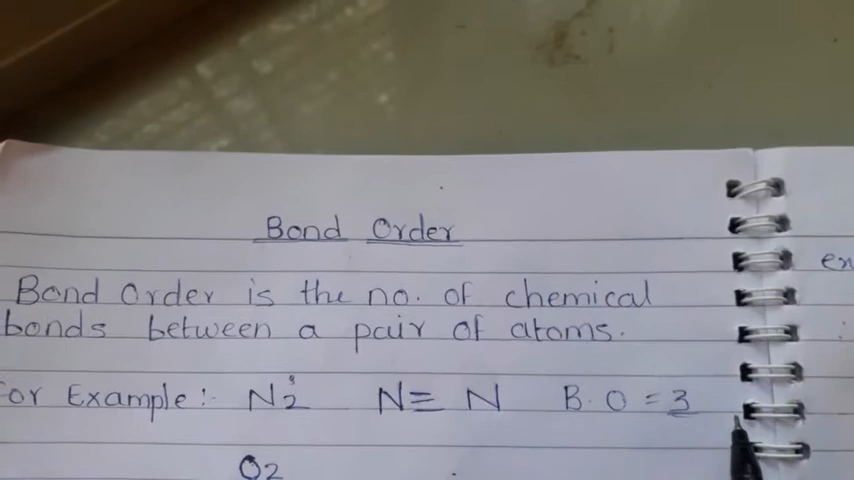 Bond Order
Bond Order is the no. of chemical
bonds between a pair of atoms.
For Example:- N2 N≡N B.O = 3
O2